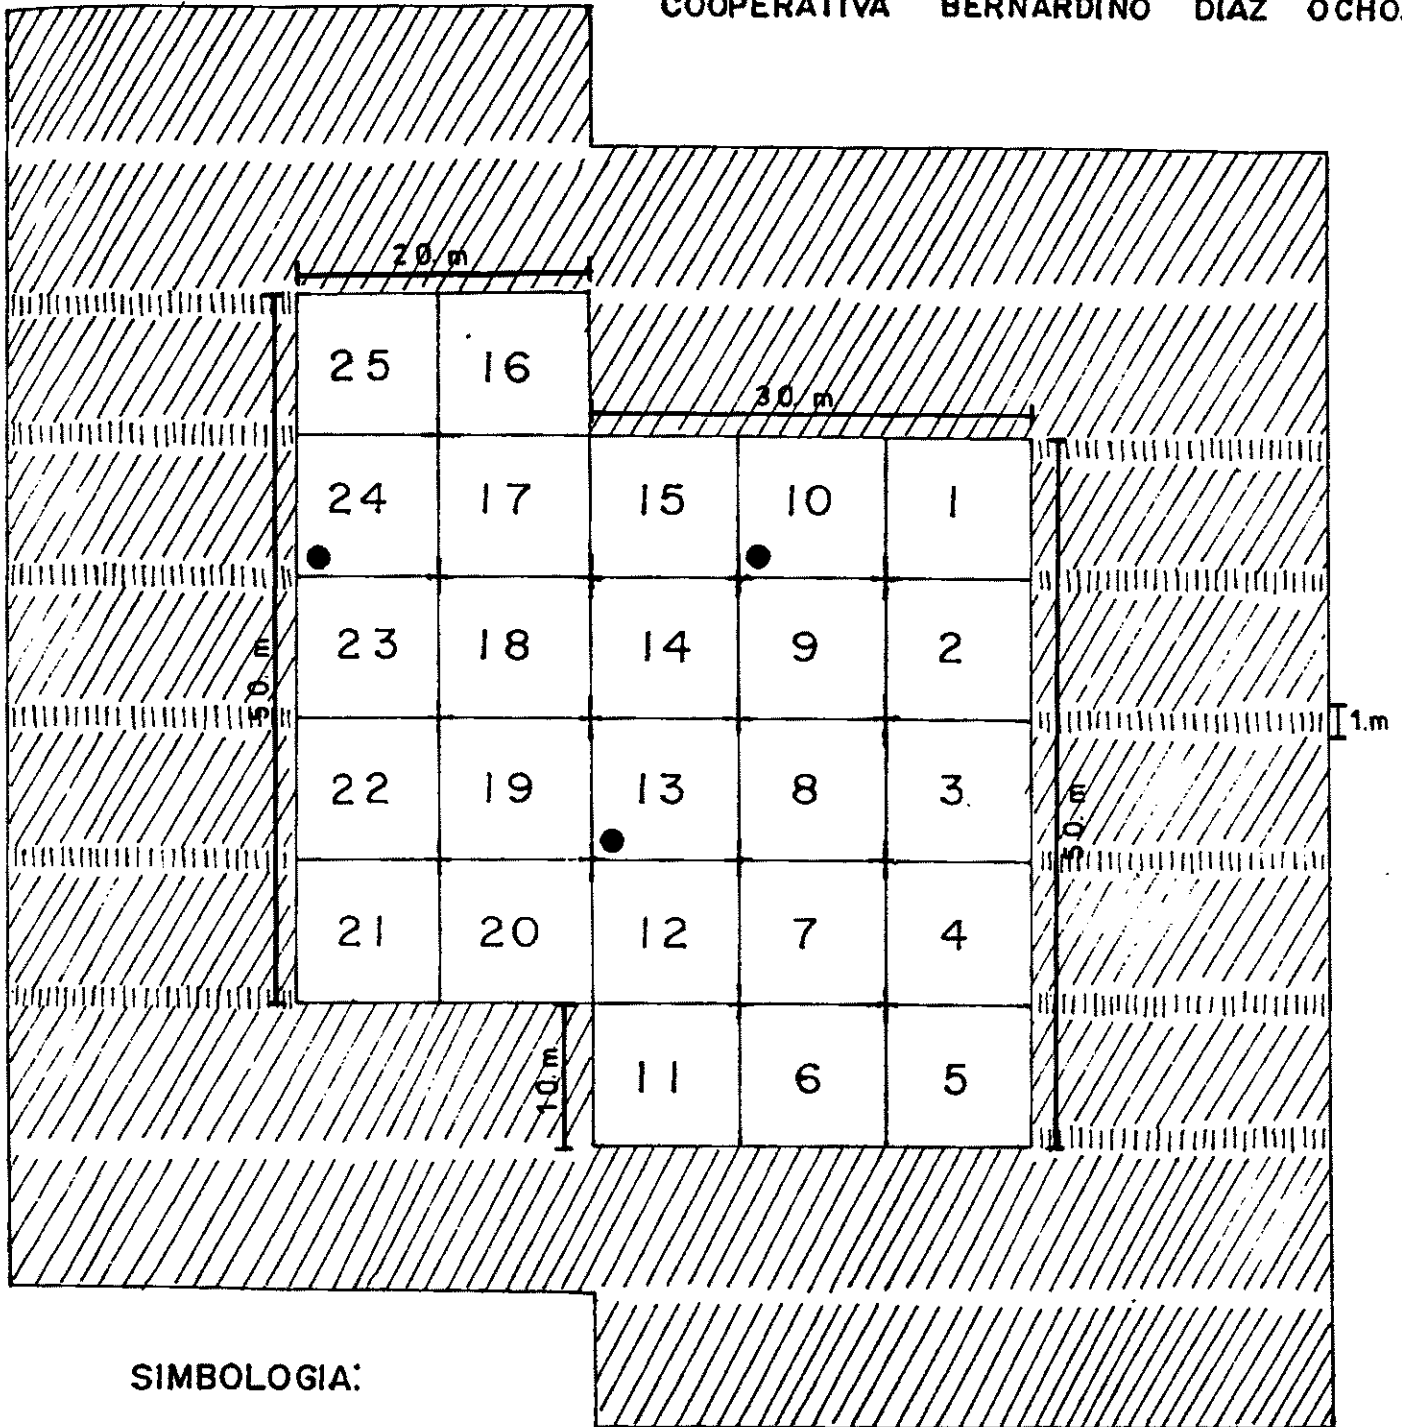 COOPERATIVA BERNARDINO DIAZ OCHO
20. m
25 16
30. m
24 17 15 10 1
23 18 14 9 2
50. m
1.m
22 19 13 8 3
50. m
21 20 12 7 4
10. m
11 6 5
SIMBOLOGIA: